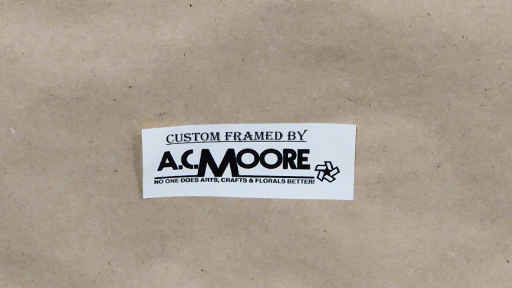 CUSTOM FRAMED BY
A.C. MOORE
NO ONE DOES ARTS, CRAFTS & FLORALS BETTER!